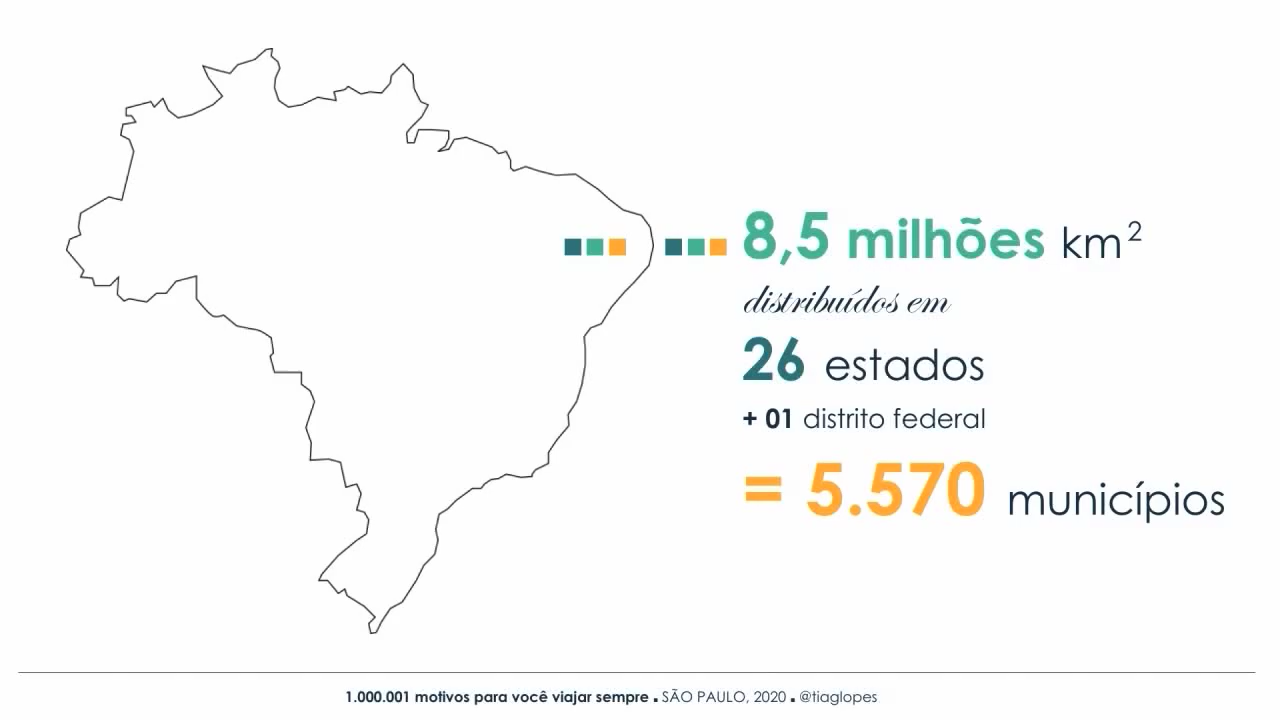 8,5 milhões km²
distribuídos em
26 estados
+ 01 distrito federal
= 5.570 municípios
1.000.001 motivos para você viajar sempre ▪ SÃO PAULO, 2020 ▪ @tiaglopes